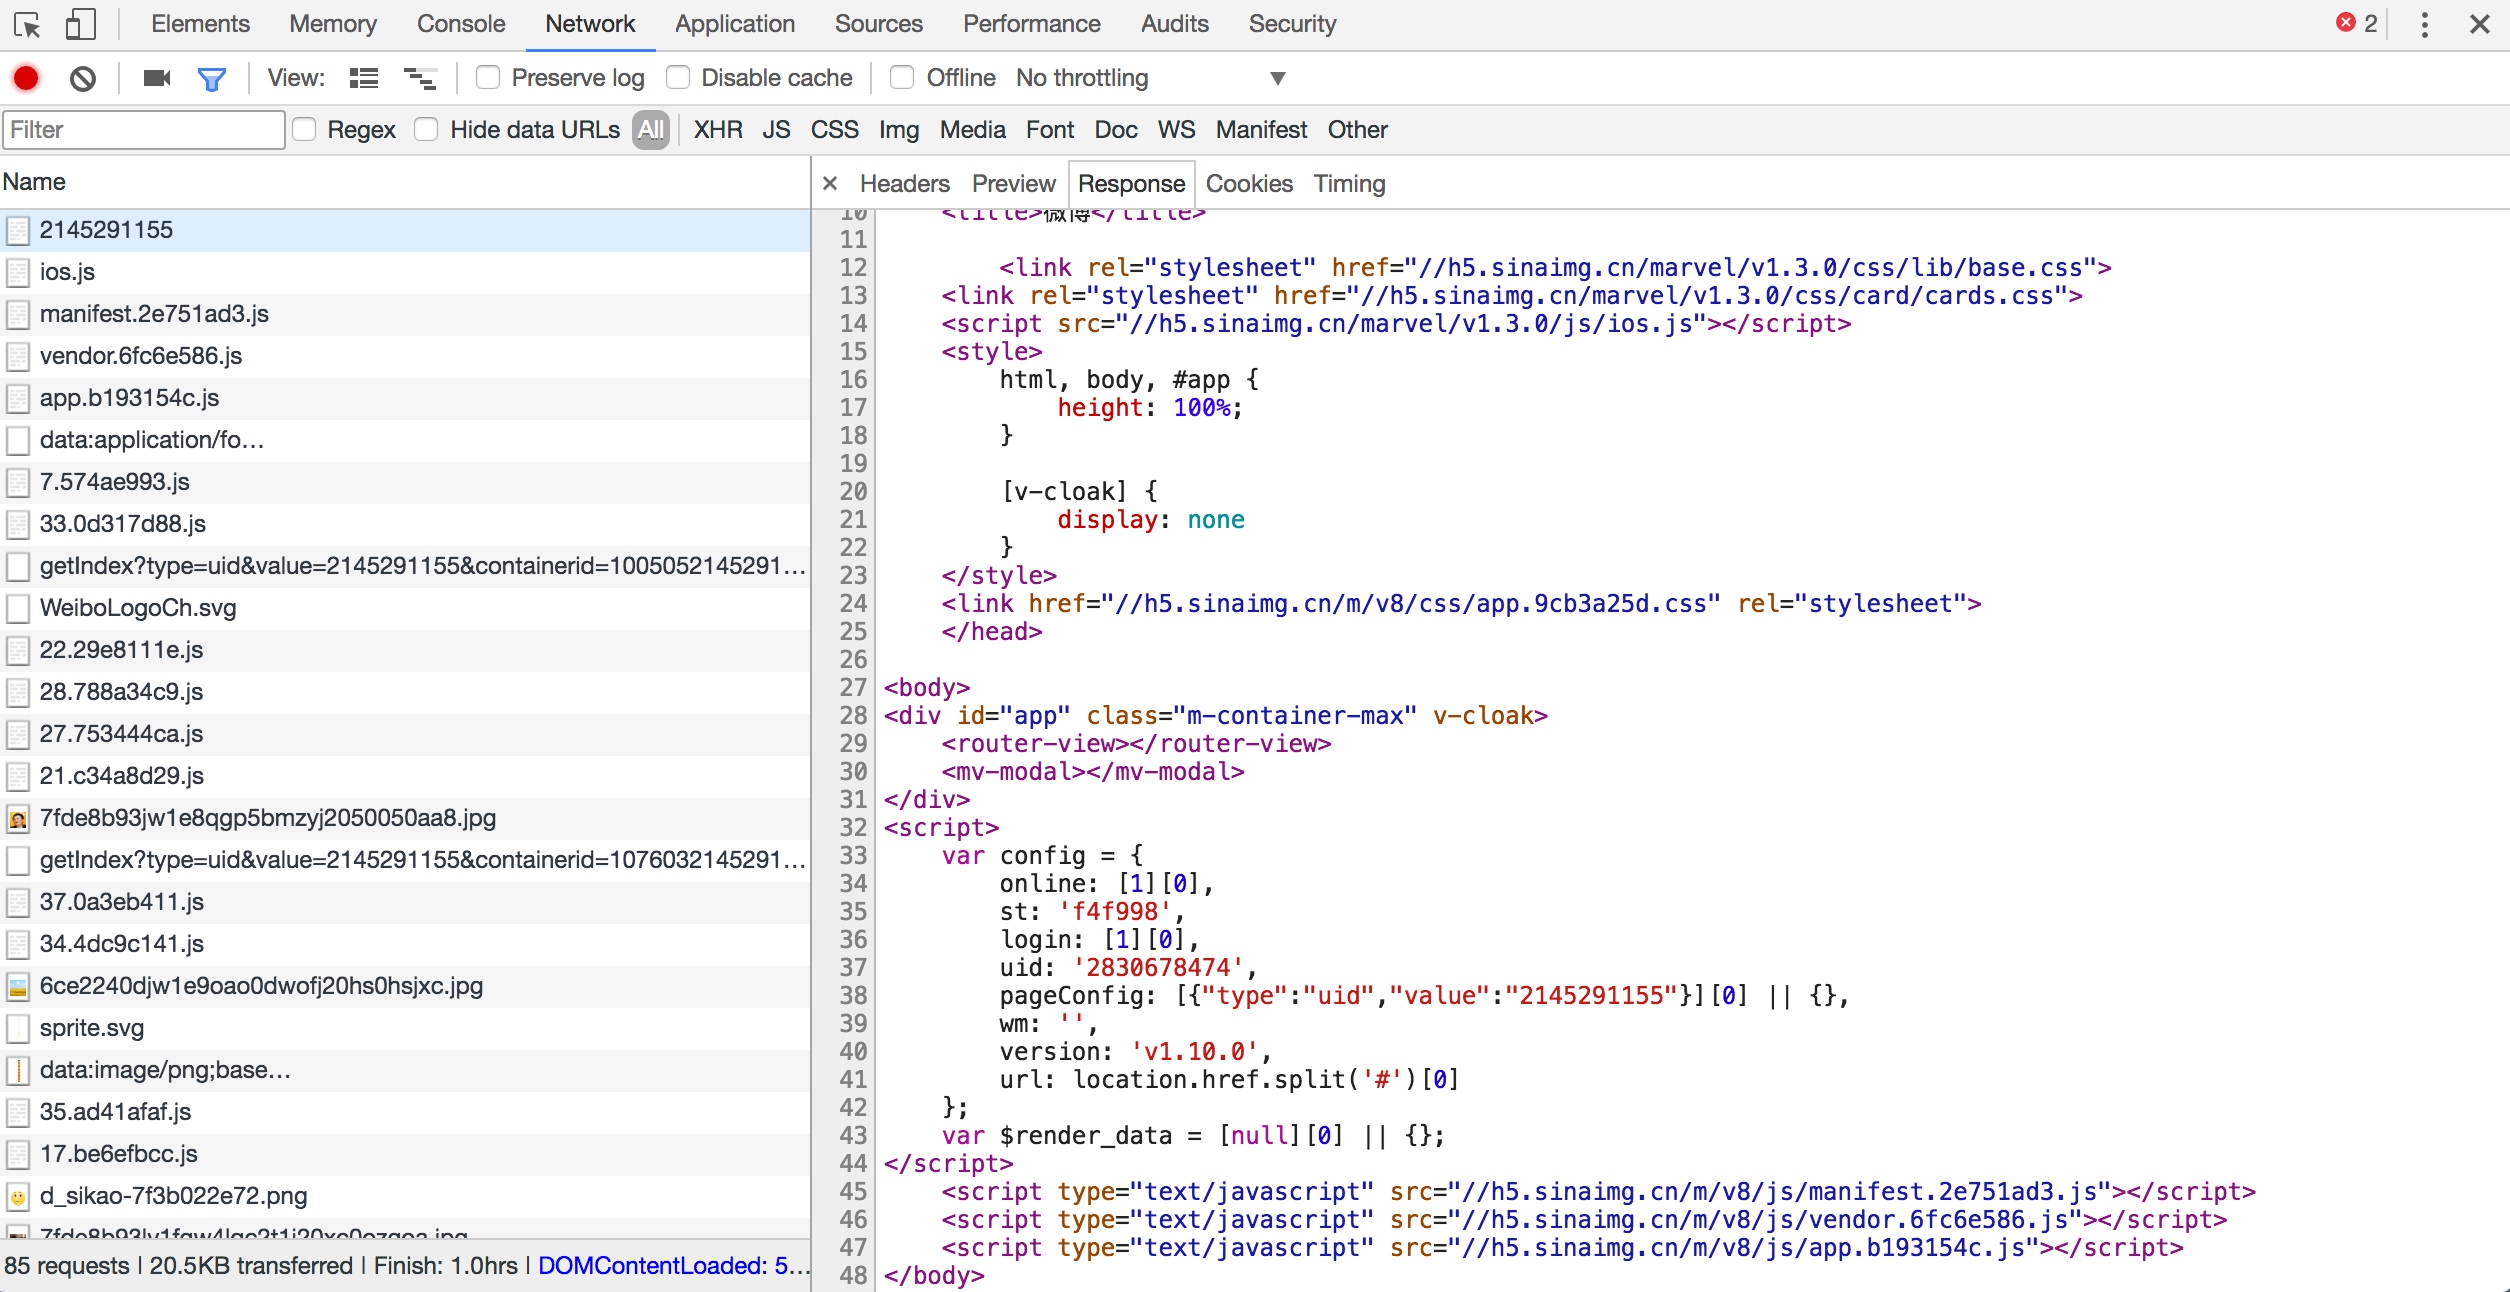 Elements Memory Console Network Application Sources Performance Audits Security 2
View: Preserve log Disable cache Offline No throttling
Filter Regex Hide data URLs All XHR JS CSS Img Media Font Doc WS Manifest Other
Name
2145291155
ios.js
manifest.2e751ad3.js
vendor.6fc6e586.js
app.b193154c.js
data:application/fo...
7.574ae993.js
33.0d317d88.js
getIndex?type=uid&value=2145291155&containerid=1005052145291...
WeiboLogoCh.svg
22.29e8111e.js
28.788a34c9.js
27.753444ca.js
21.c34a8d29.js
7fde8b93jw1e8qgp5bmzyj2050050aa8.jpg
getIndex?type=uid&value=2145291155&containerid=1076032145291...
37.0a3eb411.js
34.4dc9c141.js
6ce2240djw1e9oao0dwofj20hs0hsjxc.jpg
sprite.svg
data:image/png;base...
35.ad41afaf.js
17.be6efbcc.js
d_sikao-7f3b022e72.png
85 requests | 20.5KB transferred | Finish: 1.0hrs | DOMContentLoaded: 5...
× Headers Preview Response Cookies Timing
10 <title>微博</title>
11
12 <link rel="stylesheet" href="//h5.sinaimg.cn/marvel/v1.3.0/css/lib/base.css">
13 <link rel="stylesheet" href="//h5.sinaimg.cn/marvel/v1.3.0/css/card/cards.css">
14 <script src="//h5.sinaimg.cn/marvel/v1.3.0/js/ios.js"></script>
15 <style>
16 html, body, #app {
17 height: 100%;
18 }
19
20 [v-cloak] {
21 display: none
22 }
23 </style>
24 <link href="//h5.sinaimg.cn/m/v8/css/app.9cb3a25d.css" rel="stylesheet">
25 </head>
26
27 <body>
28 <div id="app" class="m-container-max" v-cloak>
29 <router-view></router-view>
30 <mv-modal></mv-modal>
31 </div>
32 <script>
33 var config = {
34 online: [1][0],
35 st: 'f4f998',
36 login: [1][0],
37 uid: '2830678474',
38 pageConfig: [{"type":"uid","value":"2145291155"}][0] || {},
39 wm: '',
40 version: 'v1.10.0',
41 url: location.href.split('#')[0]
42 };
43 var $render_data = [null][0] || {};
44 </script>
45 <script type="text/javascript" src="//h5.sinaimg.cn/m/v8/js/manifest.2e751ad3.js"></script>
46 <script type="text/javascript" src="//h5.sinaimg.cn/m/v8/js/vendor.6fc6e586.js"></script>
47 <script type="text/javascript" src="//h5.sinaimg.cn/m/v8/js/app.b193154c.js"></script>
48 </body>